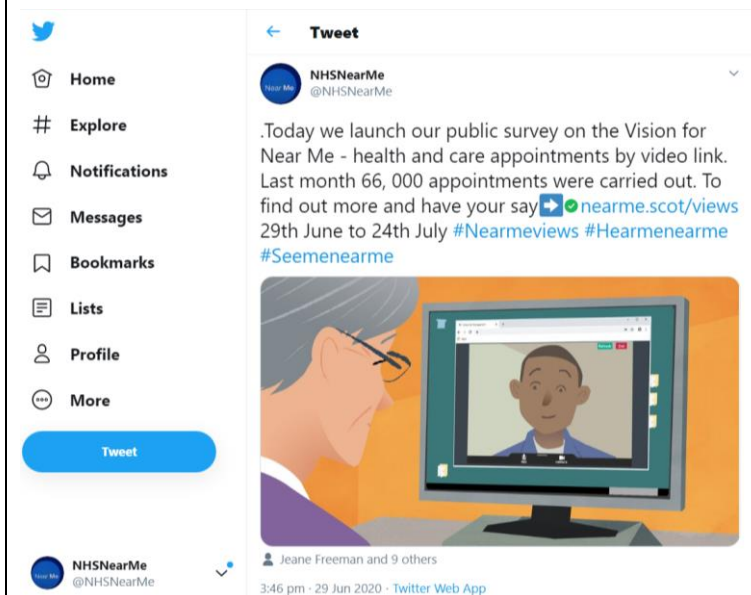 Tweet
Home
Explore
Notifications
Messages
Bookmarks
Lists
Profile
More
Tweet
NHSNearMe
@NHSNearMe
Near Me
NHSNearMe
@NHSNearMe
.Today we launch our public survey on the Vision for
Near Me - health and care appointments by video link.
Last month 66, 000 appointments were carried out. To
find out more and have your say➡️ nearme.scot/views
29th June to 24th July #Nearmeviews #Hearmenearme
#Seemenearme
Jeane Freeman and 9 others
3:46 pm · 29 Jun 2020 · Twitter Web App